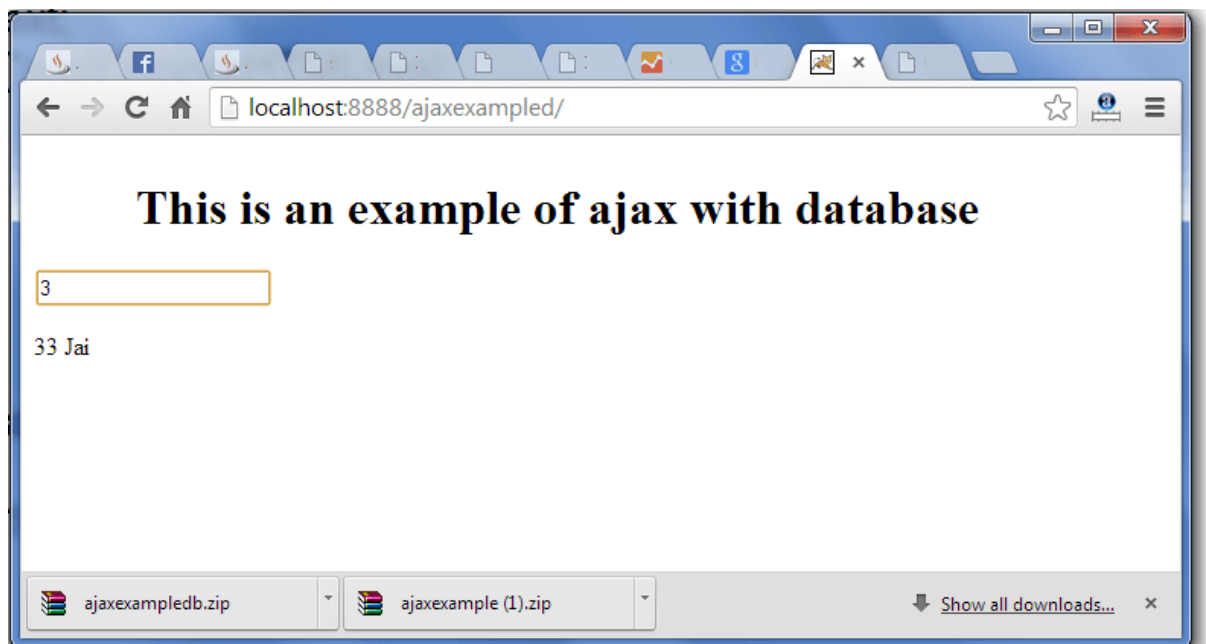 localhost:8888/ajaxexampled/
This is an example of ajax with database
3
33 Jai
ajaxexampledb.zip ajaxexample (1).zip Show all downloads...